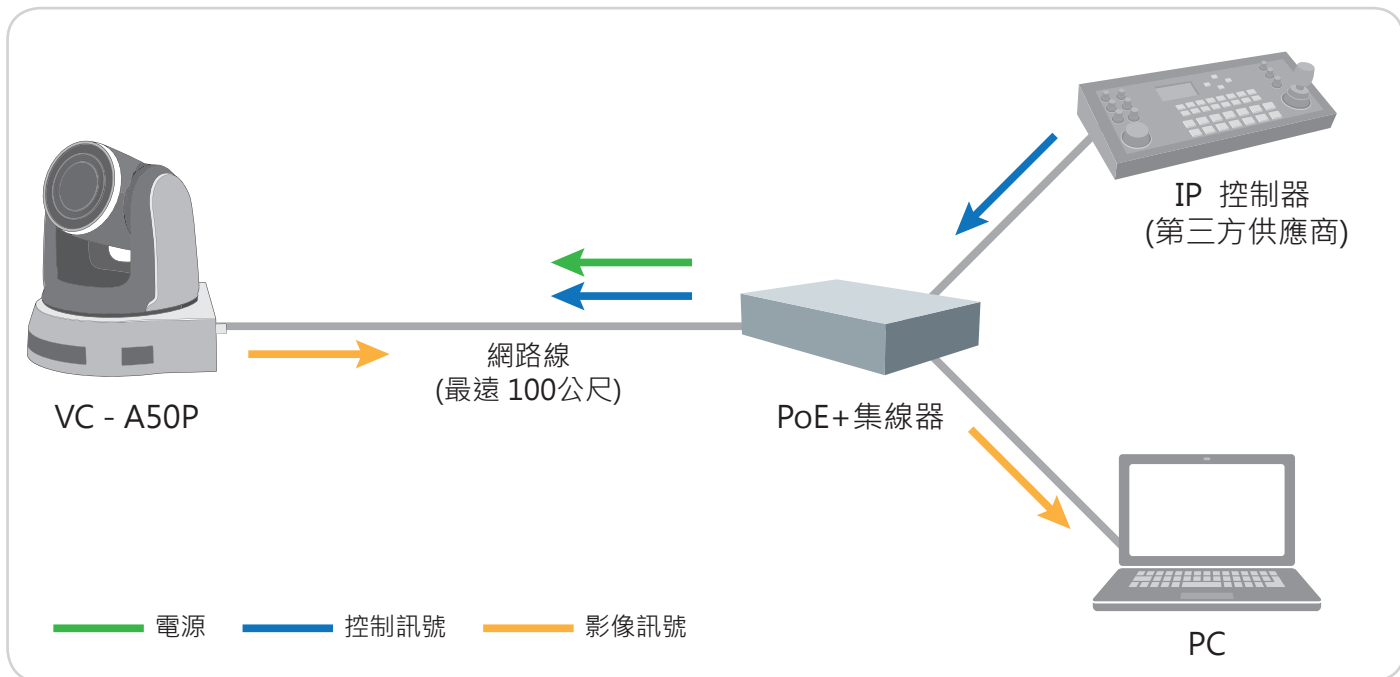 IP 控制器
(第三方供應商)
網路線
(最遠 100公尺)
VC - A50P
PoE+集線器
電源
控制訊號
影像訊號
PC